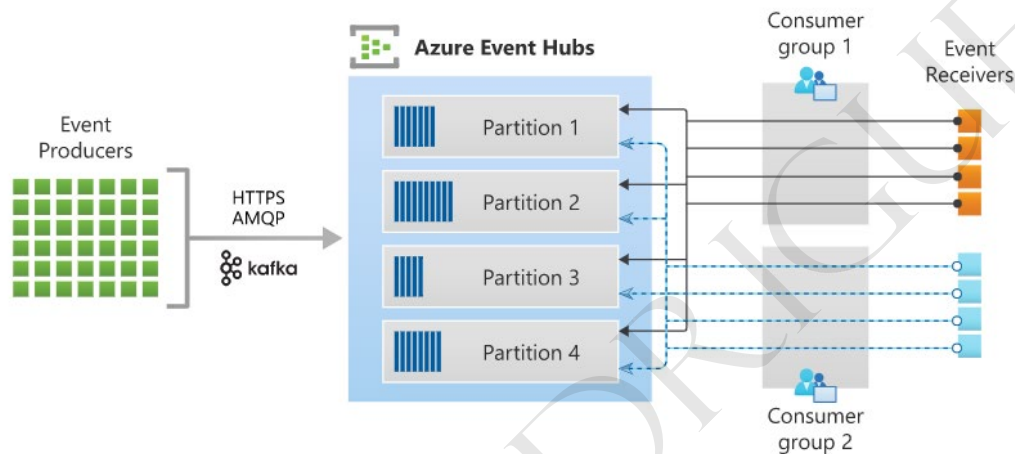 Azure Event Hubs
Consumer
group 1
Event
Receivers
Event
Producers
HTTPS
AMQP
kafka
Partition 1
Partition 2
Partition 3
Partition 4
Consumer
group 2